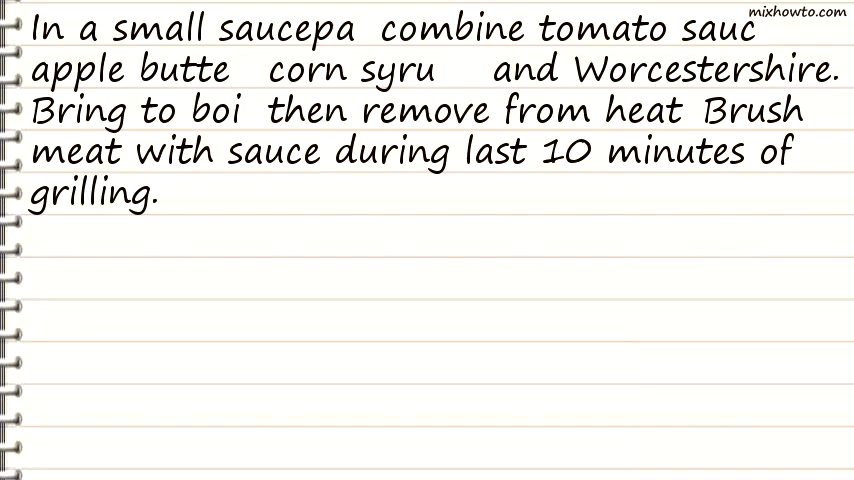 mixhowto.com
In a small saucepa combine tomato sauc
apple butte corn syru and Worcestershire.
Bring to boi then remove from heat Brush
meat with sauce during last 10 minutes of
grilling.